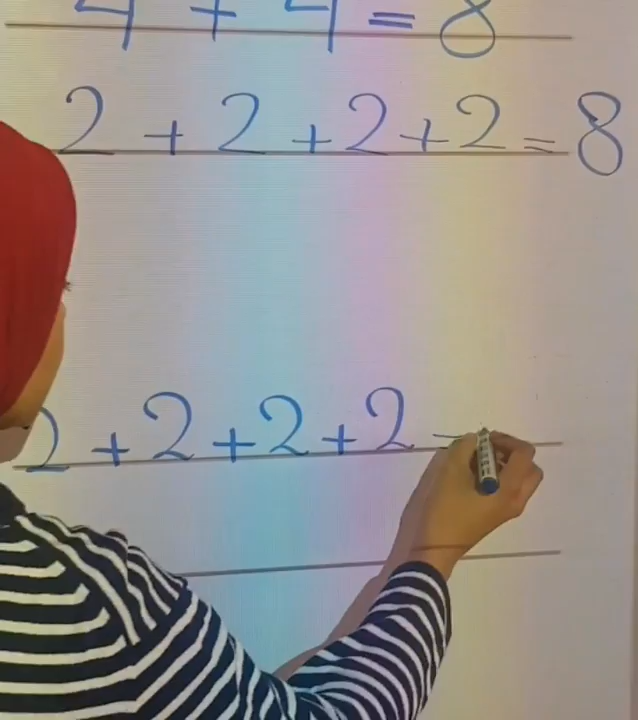 4 + 4 = 8
2 + 2 + 2 + 2 = 8
2 + 2 + 2 + 2 =